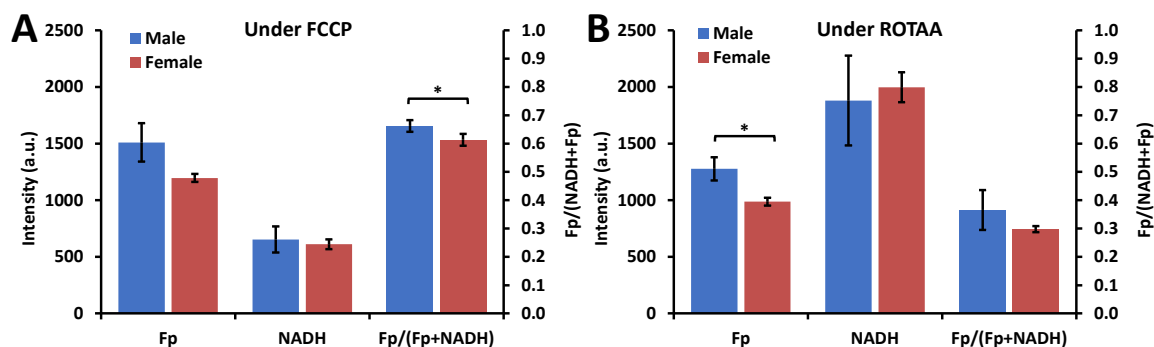 A
Under FCCP
Male
Female
Intensity (a.u.)
2500
2000
1500
1000
500
0
*
1.0
0.9
0.8
0.7
0.6
0.5
0.4
0.3
0.2
0.1
0.0
Fp/(NADH+Fp)
Fp NADH Fp/(Fp+NADH)
B
Under ROTAA
Male
Female
Intensity (a.u.)
2500
2000
1500
1000
500
0
*
1.0
0.9
0.8
0.7
0.6
0.5
0.4
0.3
0.2
0.1
0.0
Fp/(NADH+Fp)
Fp NADH Fp/(Fp+NADH)